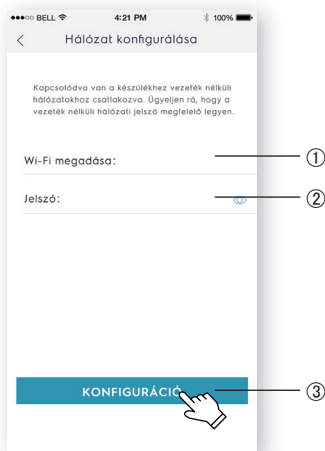 ●●●○○ BELL 4:21 PM 100%
< Hálózat konfigurálása
Kapcsolódva van a készülékhez vezeték nélküli
hálózatokhoz csatlakozva. Ügyeljen rá, hogy a
vezeték nélküli hálózati jelszó megfelelő legyen.
Wi-Fi megadása: ①
Jelszó: ②
KONFIGURÁCIÓ ③